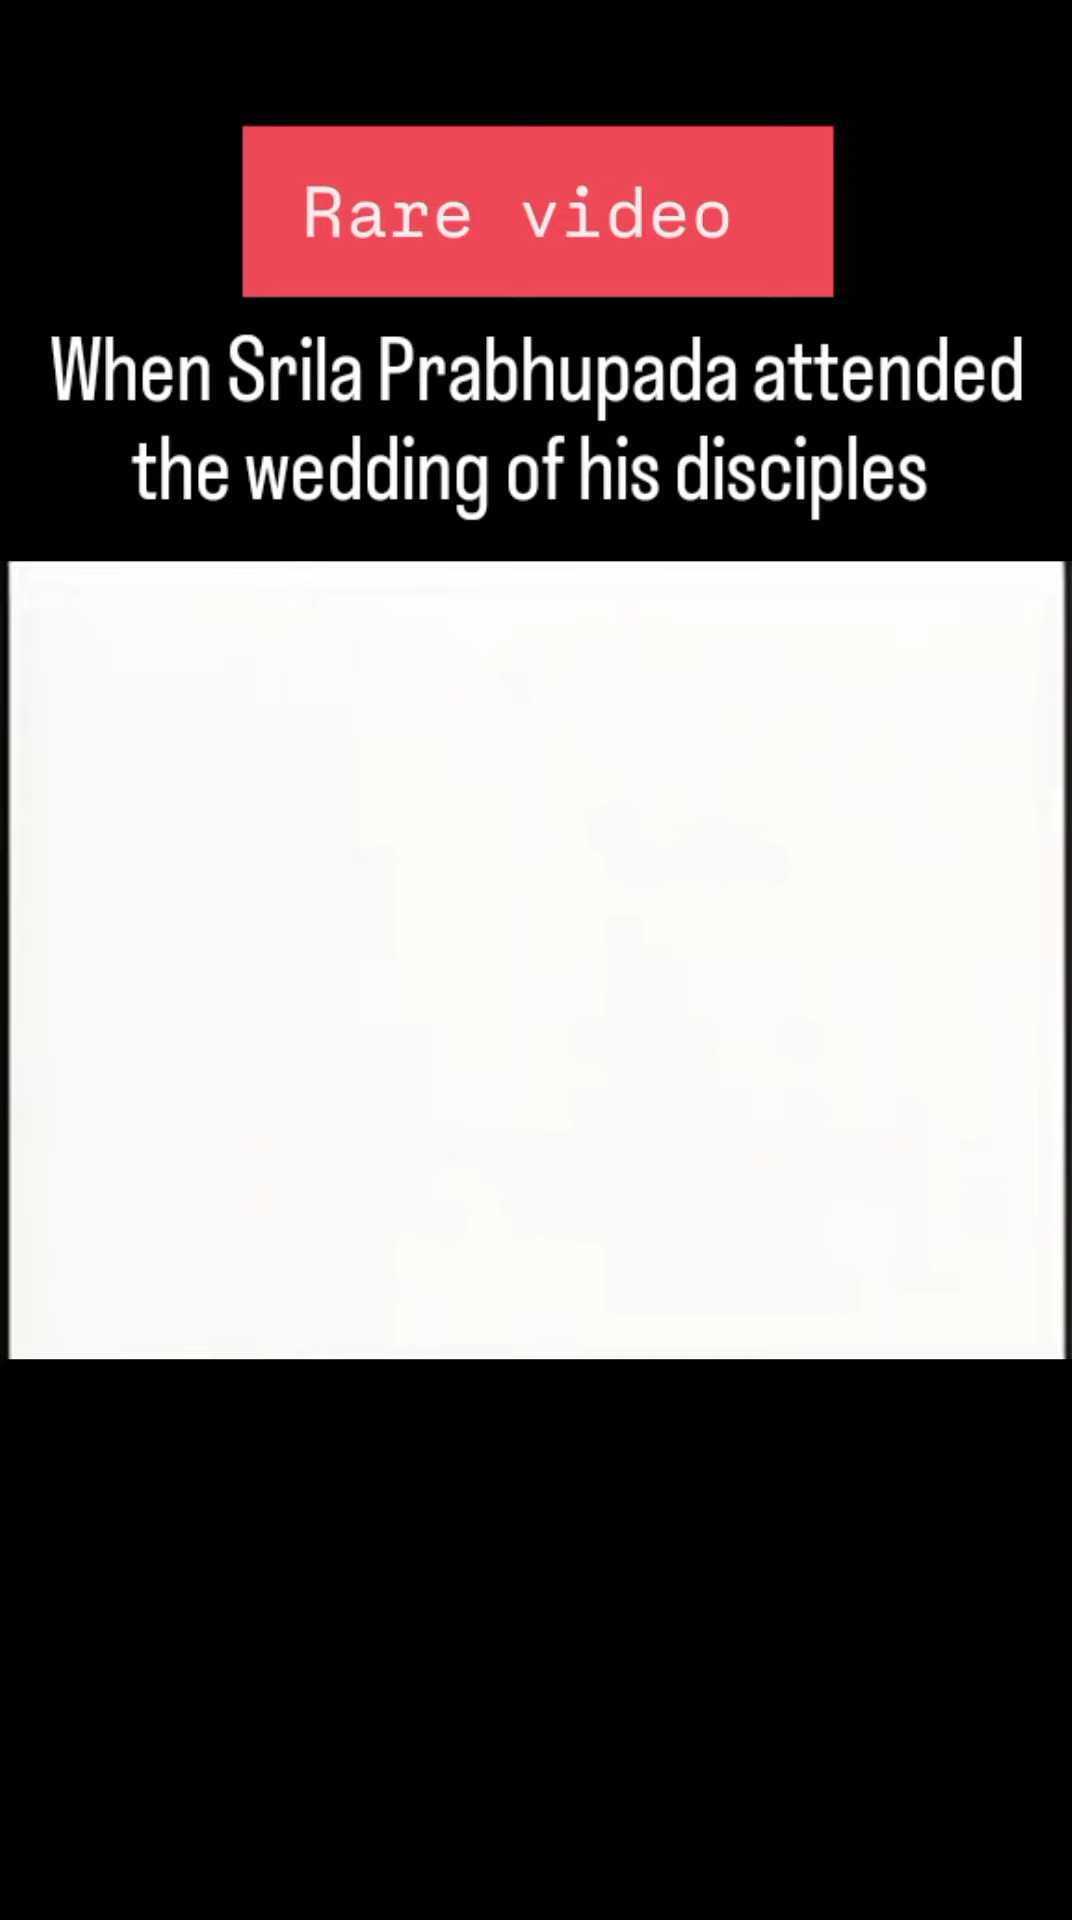 Rare video
When Srila Prabhupada attended
the wedding of his disciples